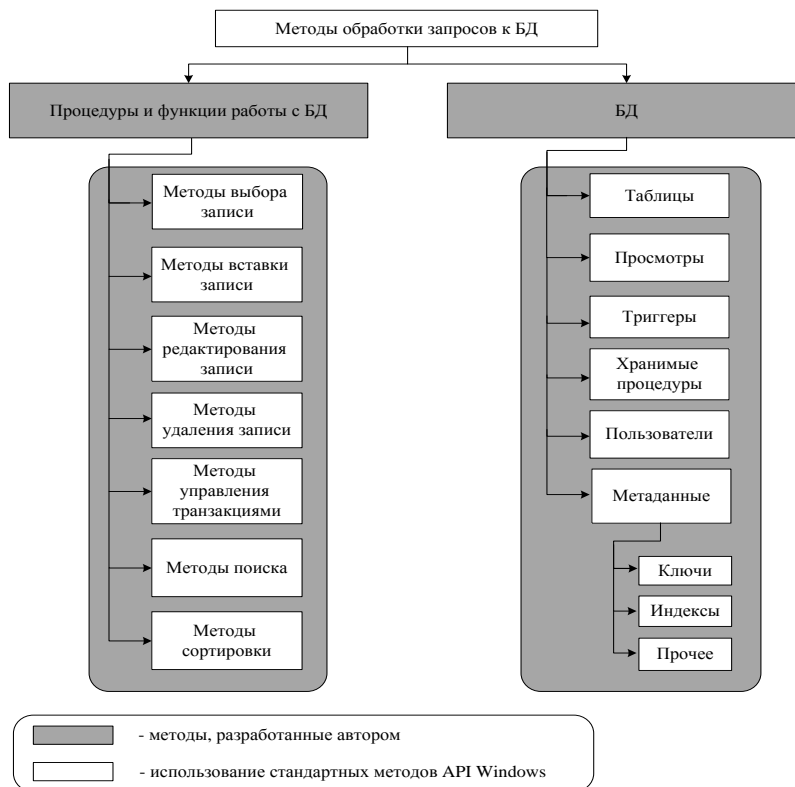 Методы обработки запросов к БД
Процедуры и функции работы с БД
БД
Методы выбора
записи
Методы вставки
записи
Методы
редактирования
записи
Методы
удаления записи
Методы
управления
транзакциями
Методы поиска
Методы
сортировки
Таблицы
Просмотры
Триггеры
Хранимые
процедуры
Пользователи
Метаданные
Ключи
Индексы
Прочее
- методы, разработанные автором
- использование стандартных методов API Windows